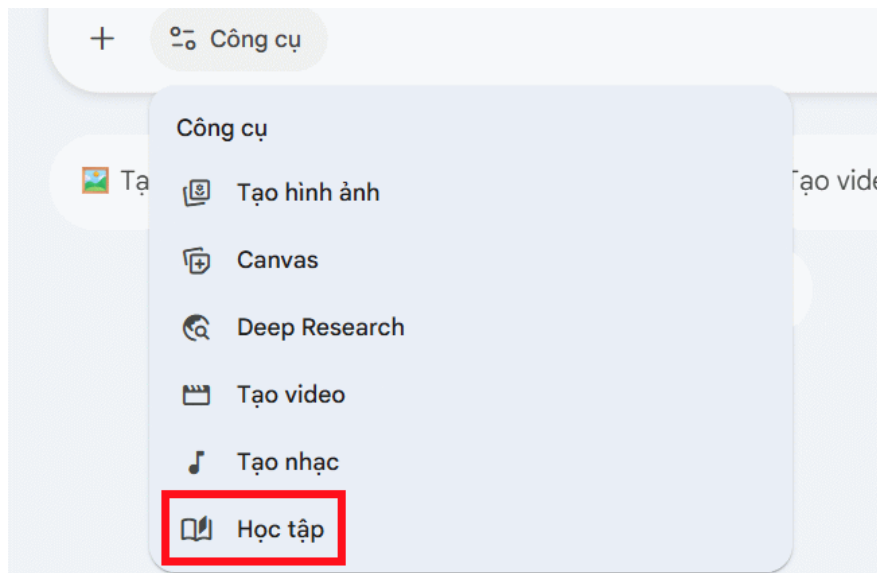 Công cụ
Công cụ
Tạo hình ảnh
Canvas
Deep Research
Tạo video
Tạo nhạc
Học tập